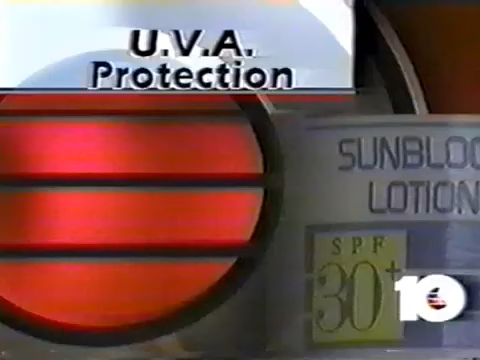 U.V.A.
Protection
SUNBLOC
LOTION
SPF
30+
10